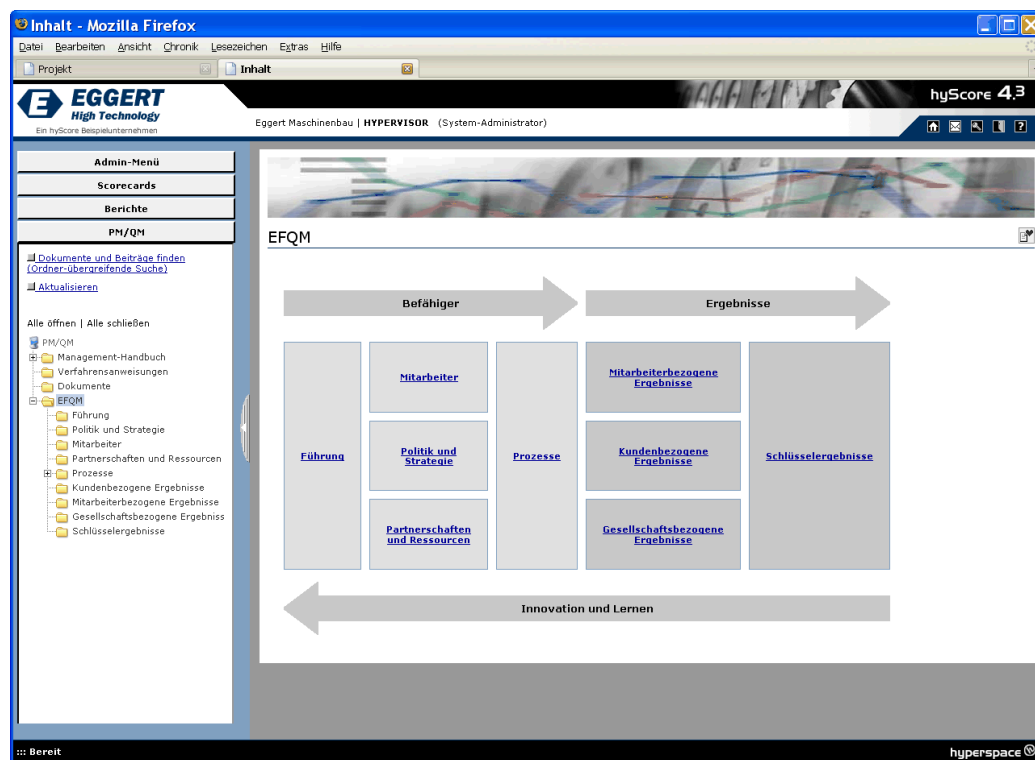 Inhalt - Mozilla Firefox
Datei Bearbeiten Ansicht Chronik Lesezeichen Extras Hilfe
Projekt
Inhalt
E EGGERT
High Technology
Ein hyScore Beispielunternehmen
hyScore 4.3
Eggert Maschinenbau | HYPERVISOR (System-Administrator)
Admin-Menü
Scorecards
Berichte
PM/QM
Dokumente und Beiträge finden
(Ordner-übergreifende Suche)
Aktualisieren
Alle öffnen | Alle schließen
PM/QM
Management-Handbuch
Verfahrensanweisungen
Dokumente
EFQM
Führung
Politik und Strategie
Mitarbeiter
Partnerschaften und Ressourcen
Prozesse
Kundenbezogene Ergebnisse
Mitarbeiterbezogene Ergebnisse
Gesellschaftsbezogene Ergebniss
Schlüsselergebnisse
EFQM
Befähiger
Ergebnisse
Führung
Mitarbeiter
Politik und
Strategie
Partnerschaften
und Ressourcen
Prozesse
Mitarbeiterbezogene
Ergebnisse
Kundenbezogene
Ergebnisse
Gesellschaftsbezogene
Ergebnisse
Schlüsselergebnisse
Innovation und Lernen
::: Bereit
hyperspace